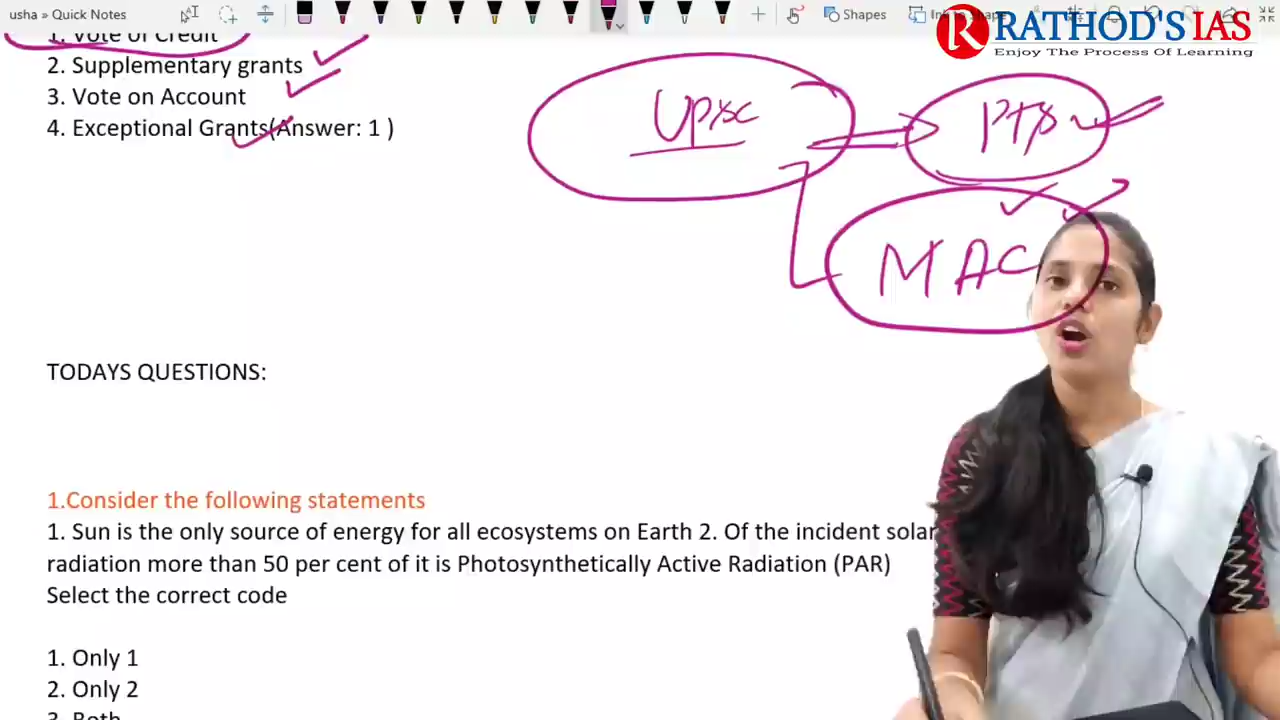 usha » Quick Notes
Shapes
RATHOD'S IAS
Enjoy The Process Of Learning
1. Vote of Credit
2. Supplementary grants
3. Vote on Account
4. Exceptional Grants(Answer: 1 )
UPSC
MAC
TODAYS QUESTIONS:
1.Consider the following statements
1. Sun is the only source of energy for all ecosystems on Earth 2. Of the incident solar
radiation more than 50 per cent of it is Photosynthetically Active Radiation (PAR)
Select the correct code
1. Only 1
2. Only 2
3. Both